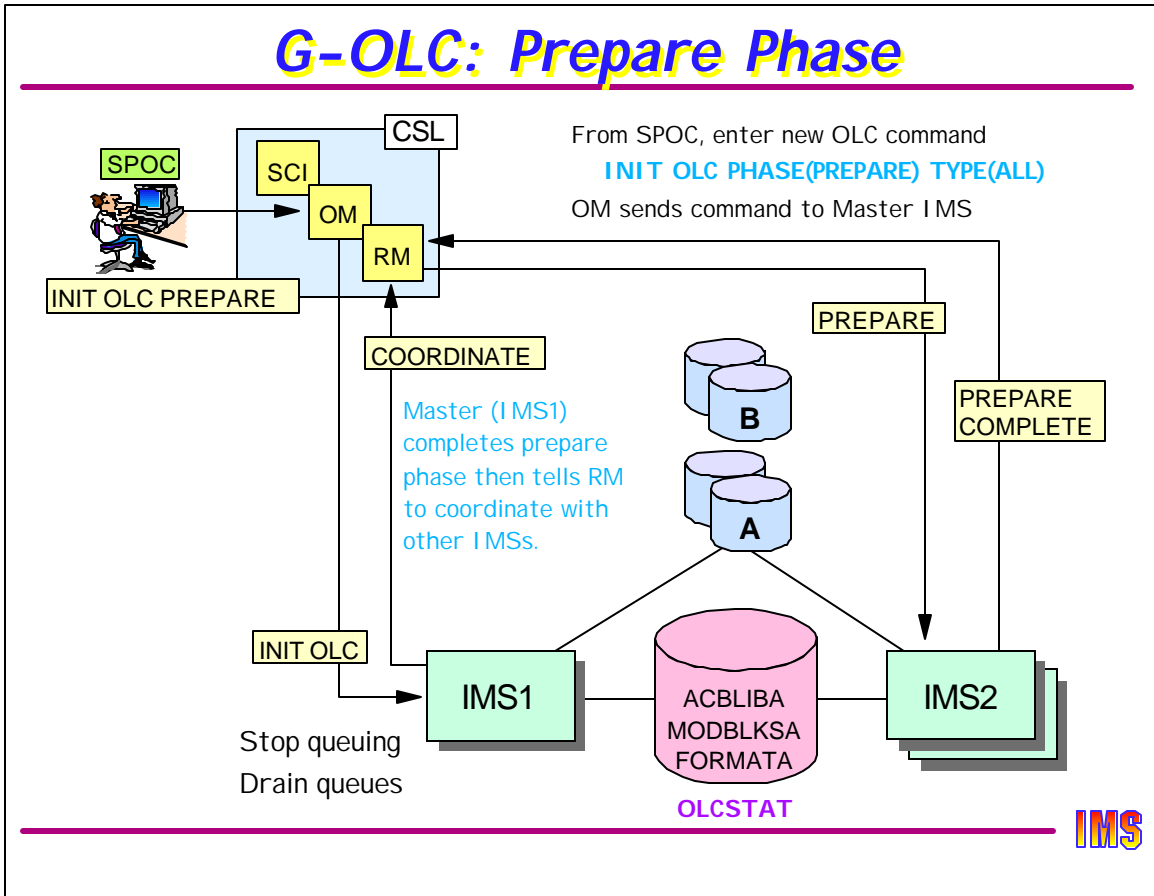 G-OLC: Prepare Phase
CSL
SPOC
SCI
OM
RM
INIT OLC PREPARE
From SPOC, enter new OLC command
INIT OLC PHASE(PREPARE) TYPE(ALL)
OM sends command to Master IMS
COORDINATE
PREPARE
PREPARE
COMPLETE
Master (IMS1)
completes prepare
phase then tells RM
to coordinate with
other IMSs.
B
A
INIT OLC
IMS1
ACBLIBA
MODBLKSA
FORMATA
IMS2
Stop queuing
Drain queues
OLCSTAT
IMS